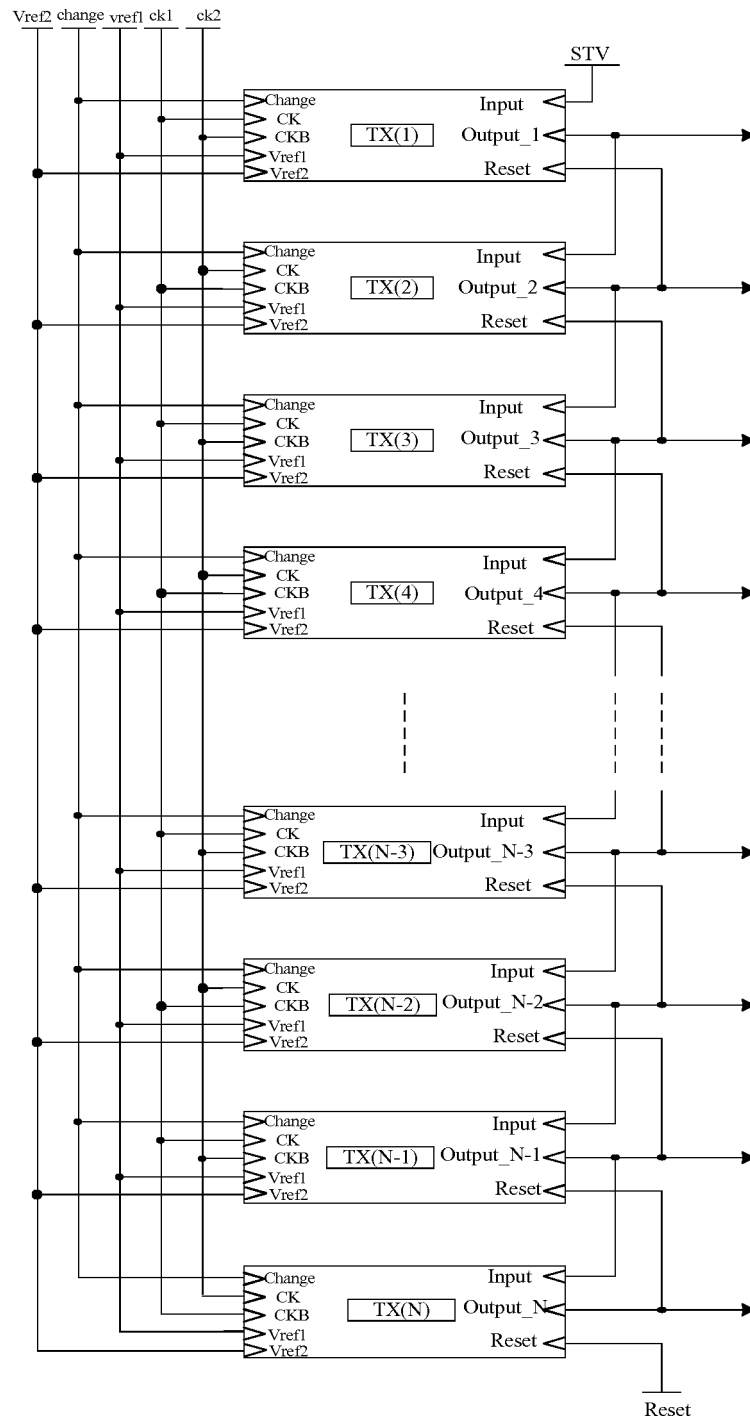 Vref2 change vref1 ck1 ck2
STV
Change
CK
CKB
Vref1
Vref2
TX(1)
Input
Output_1
Reset
Change
CK
CKB
Vref1
Vref2
TX(2)
Input
Output_2
Reset
Change
CK
CKB
Vref1
Vref2
TX(3)
Input
Output_3
Reset
Change
CK
CKB
Vref1
Vref2
TX(4)
Input
Output_4
Reset
Change
CK
CKB
Vref1
Vref2
TX(N-3)
Input
Output_N-3
Reset
Change
CK
CKB
Vref1
Vref2
TX(N-2)
Input
Output_N-2
Reset
Change
CK
CKB
Vref1
Vref2
TX(N-1)
Input
Output_N-1
Reset
Change
CK
CKB
Vref1
Vref2
TX(N)
Input
Output_N
Reset
Reset